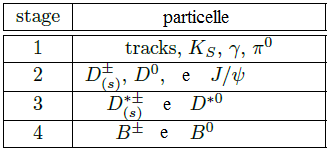 stage particelle
1 tracks, K_S, γ, π^0
2 D^±_(s), D^0, e J/ψ
3 D^{*±}_(s) e D^{*0}
4 B^± e B^0